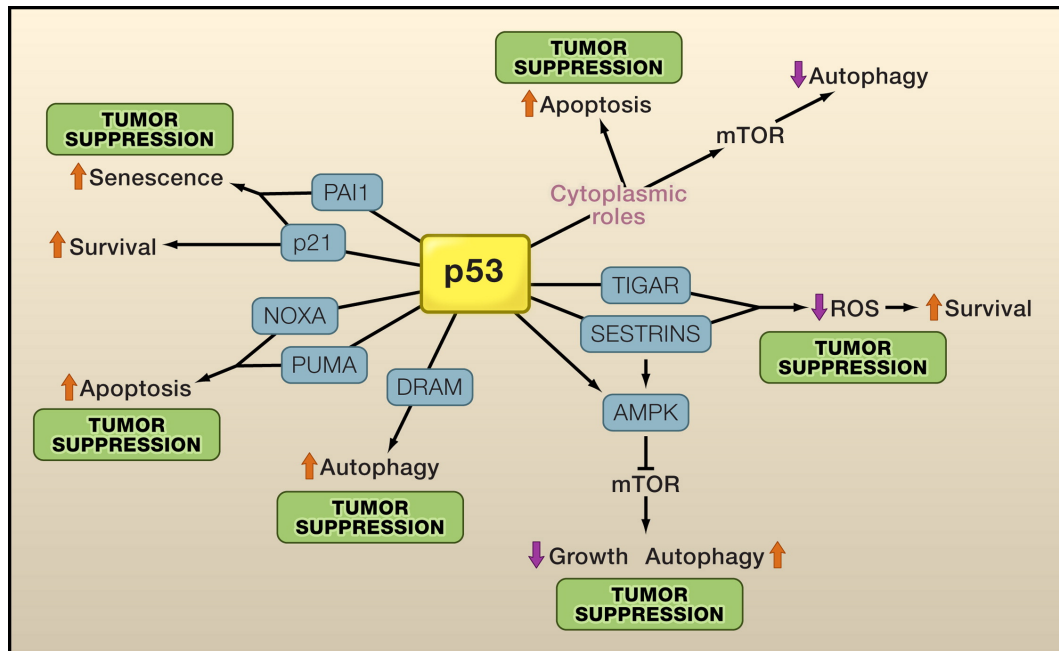 TUMOR
SUPPRESSION
Apoptosis
Autophagy
mTOR
Cytoplasmic
roles
TUMOR
SUPPRESSION
Senescence
PAI1
p21
Survival
p53
NOXA
PUMA
Apoptosis
TUMOR
SUPPRESSION
DRAM
Autophagy
TUMOR
SUPPRESSION
TIGAR
SESTRINS
ROS
Survival
TUMOR
SUPPRESSION
AMPK
mTOR
Growth Autophagy
TUMOR
SUPPRESSION